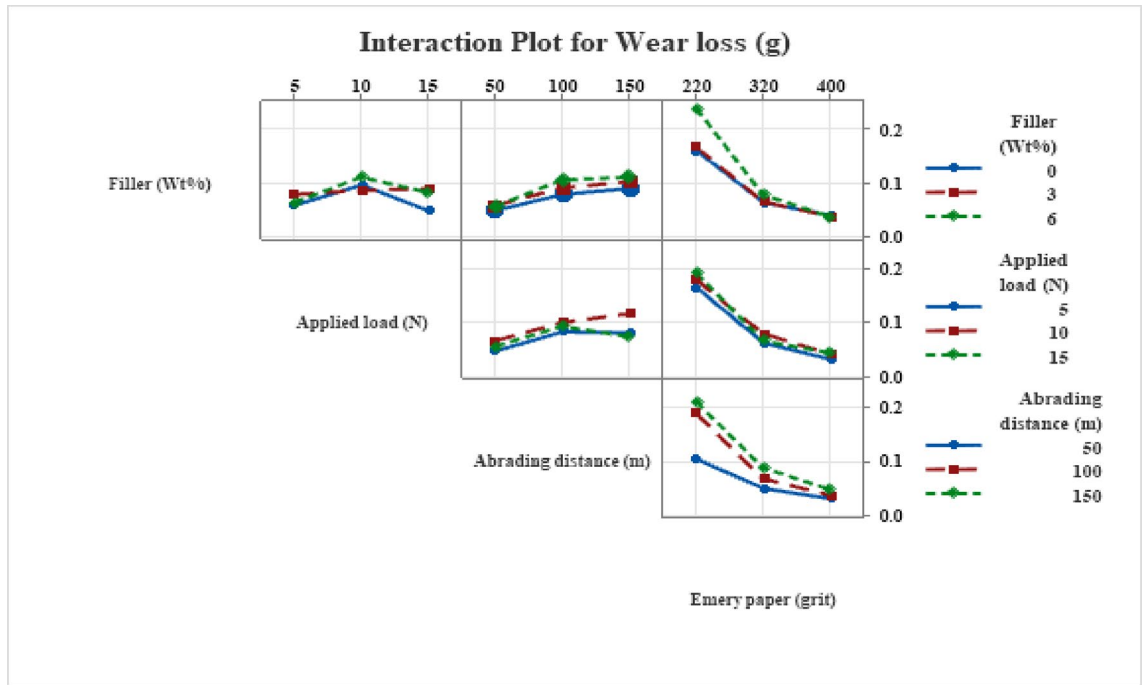 Interaction Plot for Wear loss (g)
5 10 15 50 100 150 220 320 400
Filler (Wt%)
0.2
0.1
0.0
Filler
(Wt%)
0
3
6
Applied load (N)
0.2
0.1
0.0
Applied
load (N)
5
10
15
Abrading distance (m)
0.2
0.1
0.0
Abrading
distance (m)
50
100
150
Emery paper (grit)